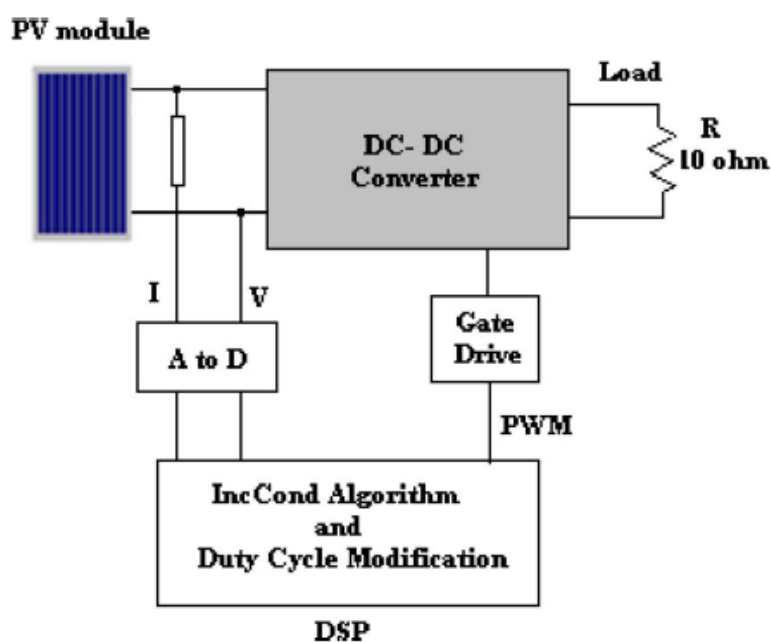 PV module
Load
R
10 ohm
DC- DC
Converter
I
V
Gate
Drive
A to D
PWM
IncCond Algorithm
and
Duty Cycle Modification
DSP